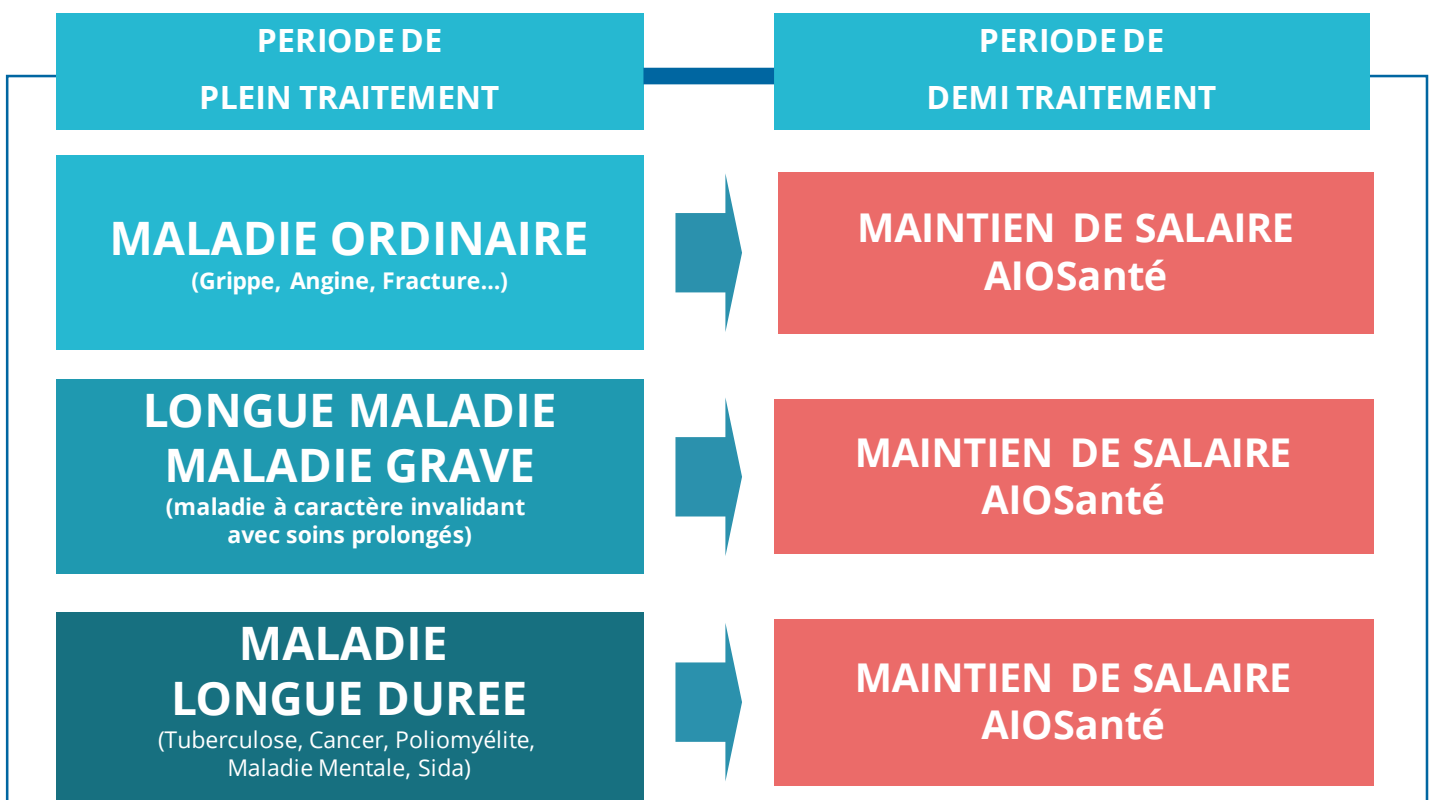 PERIODE DE
PLEIN TRAITEMENT
PERIODE DE
DEMI TRAITEMENT
MALADIE ORDINAIRE
(Grippe, Angine, Fracture...)
MAINTIEN DE SALAIRE
AIOSanté
LONGUE MALADIE
MALADIE GRAVE
(maladie à caractère invalidant
avec soins prolongés)
MAINTIEN DE SALAIRE
AIOSanté
MALADIE
LONGUE DUREE
(Tuberculose, Cancer, Poliomyélite,
Maladie Mentale, Sida)
MAINTIEN DE SALAIRE
AIOSanté